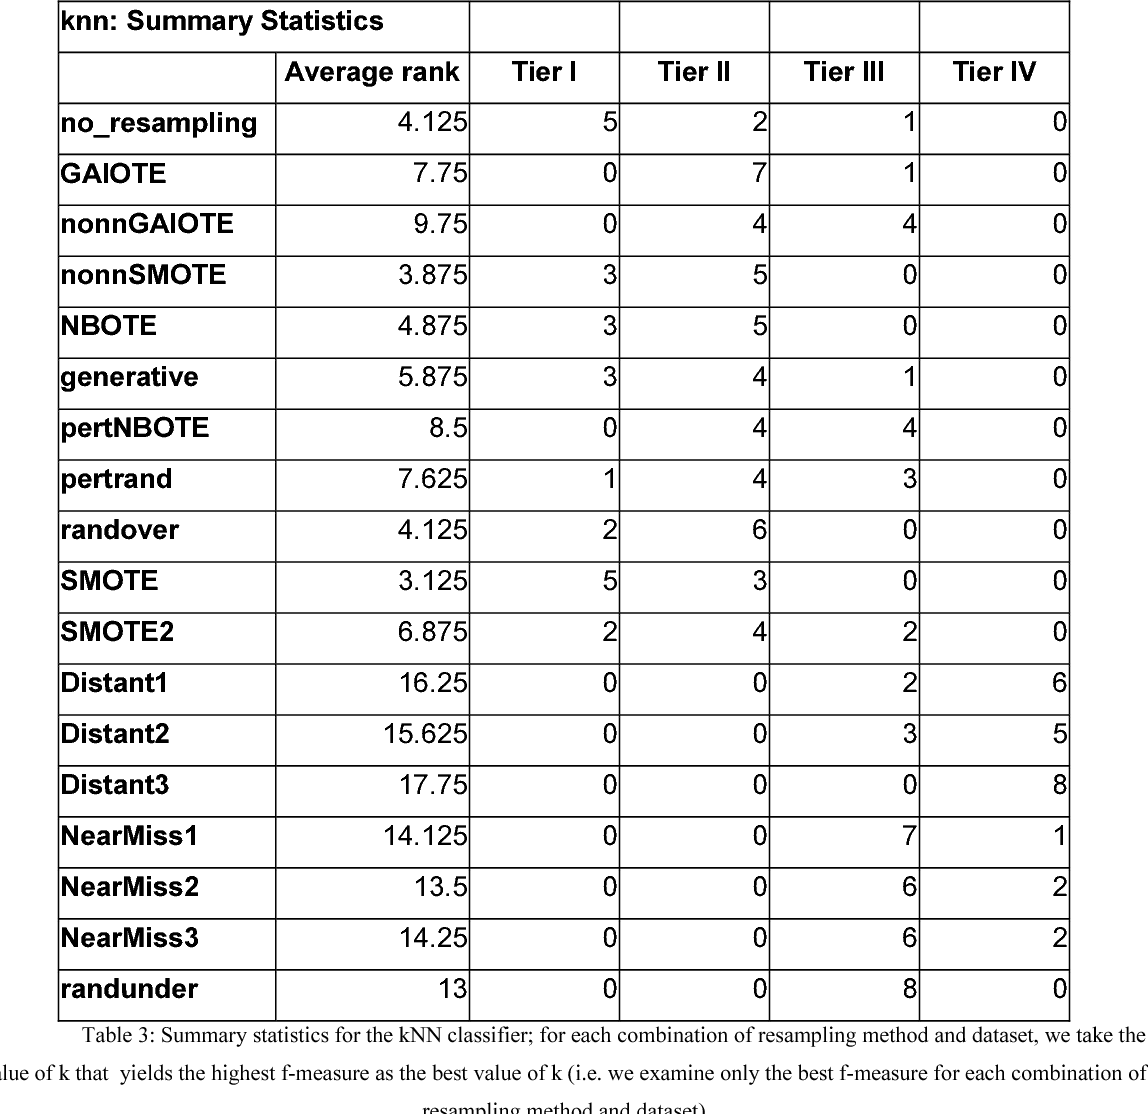 knn: Summary Statistics
Average rank Tier I Tier II Tier III Tier IV
no_resampling 4.125 5 2 1 0
GAIOTE 7.75 0 7 1 0
nonnGAIOTE 9.75 0 4 4 0
nonnSMOTE 3.875 3 5 0 0
NBOTE 4.875 3 5 0 0
generative 5.875 3 4 1 0
pertNBOTE 8.5 0 4 4 0
pertrand 7.625 1 4 3 0
randover 4.125 2 6 0 0
SMOTE 3.125 5 3 0 0
SMOTE2 6.875 2 4 2 0
Distant1 16.25 0 0 2 6
Distant2 15.625 0 0 3 5
Distant3 17.75 0 0 0 8
NearMiss1 14.125 0 0 7 1
NearMiss2 13.5 0 0 6 2
NearMiss3 14.25 0 0 6 2
randunder 13 0 0 8 0
Table 3: Summary statistics for the kNN classifier; for each combination of resampling method and dataset, we take the
alue of k that yields the highest f-measure as the best value of k (i.e. we examine only the best f-measure for each combination of
resampling method and dataset)